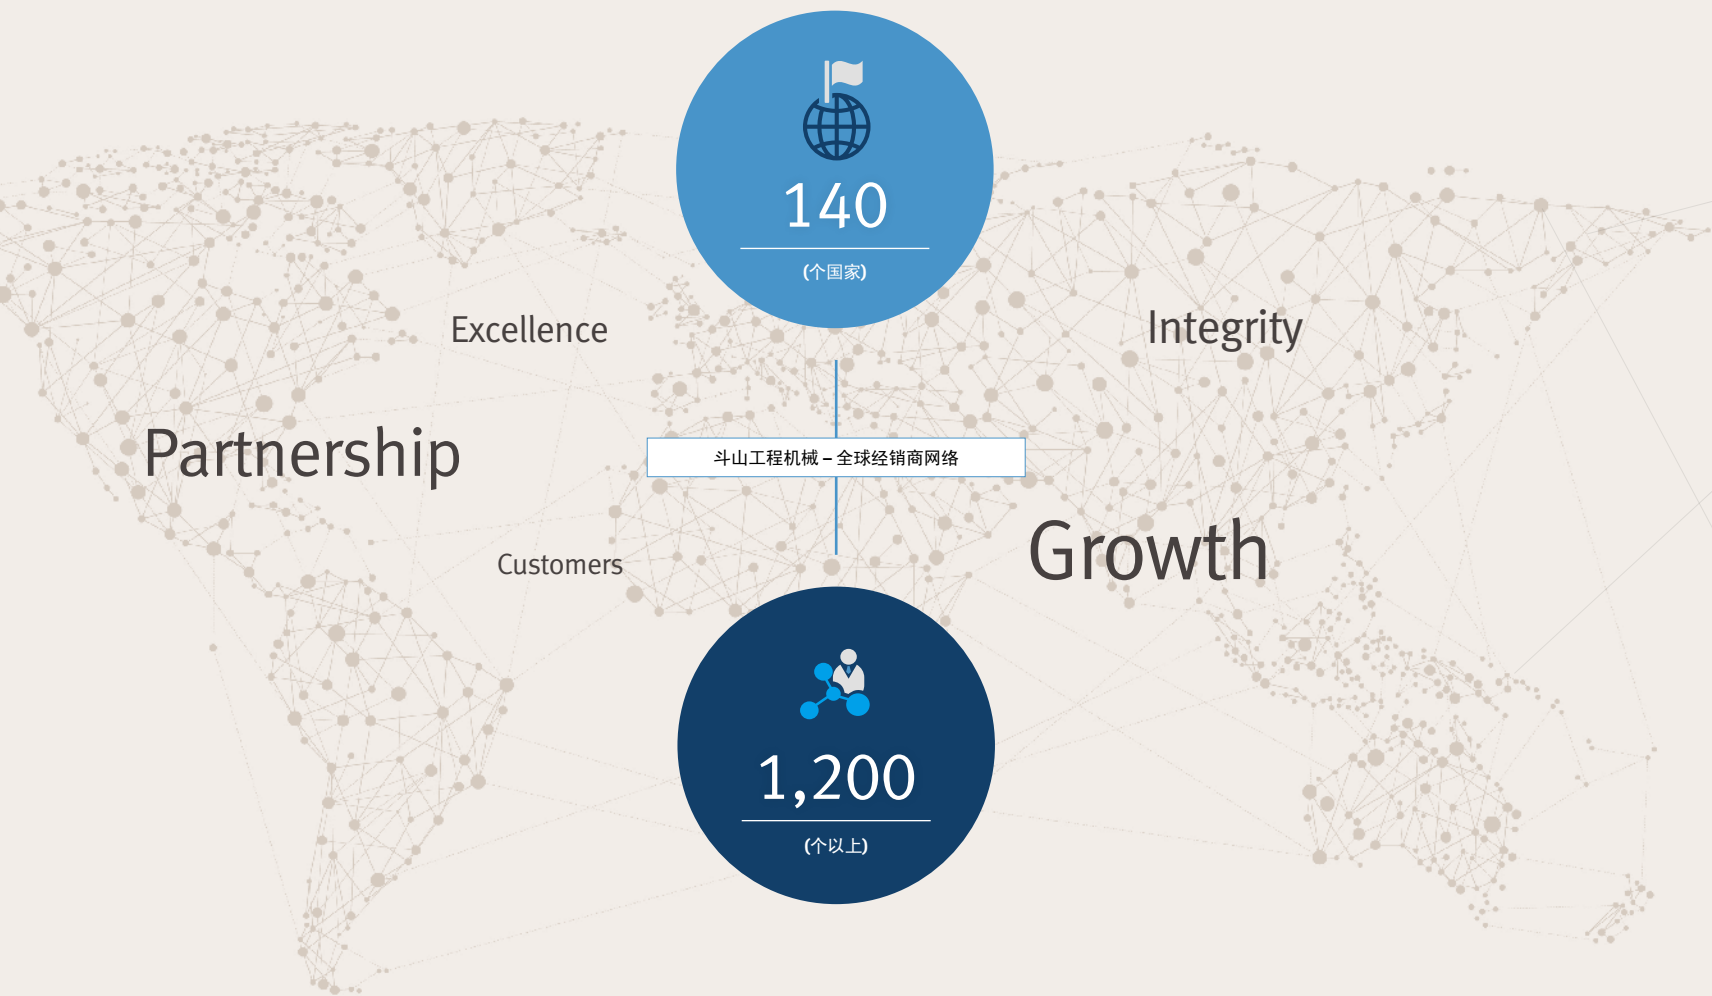 140
(个国家)
Excellence
Integrity
Partnership
斗山工程机械 – 全球经销商网络
Growth
Customers
1,200
(个以上)